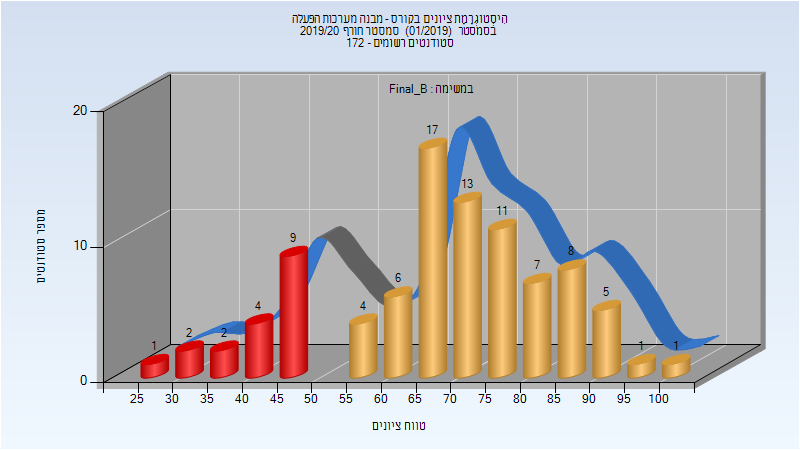 היסטוגרמת ציונים בקורס - מבנה מערכות הפעלה
בסמסטר (01/2019) סמסטר חורף 2019/20
סטודנטים רשומים - 172
במשימה : Final_B
מספר סטודנטים
20
10
0
1
2
2
4
9
4
6
17
13
11
7
8
5
1
1
25 30 35 40 45 50 55 60 65 70 75 80 85 90 95 100
טווח ציונים